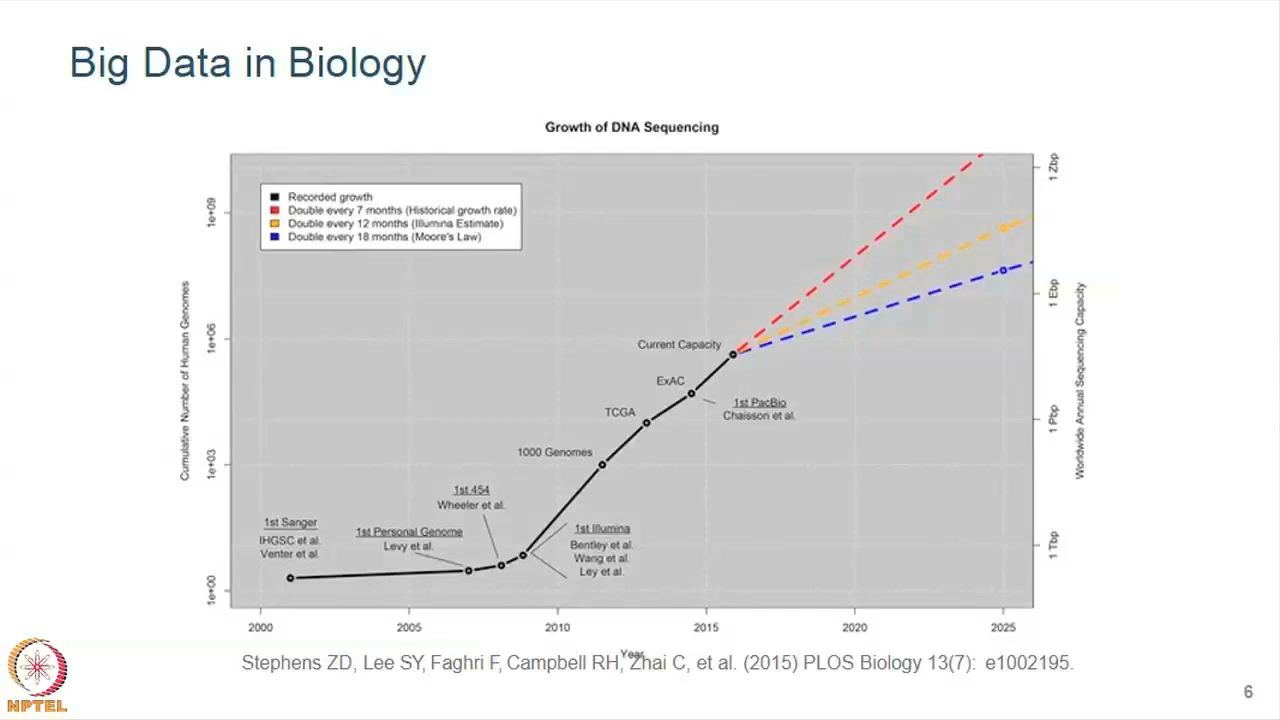 Big Data in Biology
Growth of DNA Sequencing
Recorded growth
Double every 7 months (Historical growth rate)
Double every 12 months (Illumina Estimate)
Double every 18 months (Moore's Law)
Cumulative Number of Human Genomes
1e+09
1e+06
1e+03
1e+00
Worldwide Annual Sequencing Capacity
1 Zbp
1 Ebp
1 Pbp
1 Tbp
Current Capacity
ExAC
1st PacBio
Chaisson et al.
TCGA
1000 Genomes
1st 454
Wheeler et al.
1st Sanger
IHGSC et al.
Venter et al.
1st Personal Genome
Levy et al.
1st Illumina
Bentley et al.
Wang et al.
Ley et al.
2000 2005 2010 2015 2020 2025
Year
Stephens ZD, Lee SY, Faghri F, Campbell RH, Zhai C, et al. (2015) PLOS Biology 13(7): e1002195.
NPTEL
6